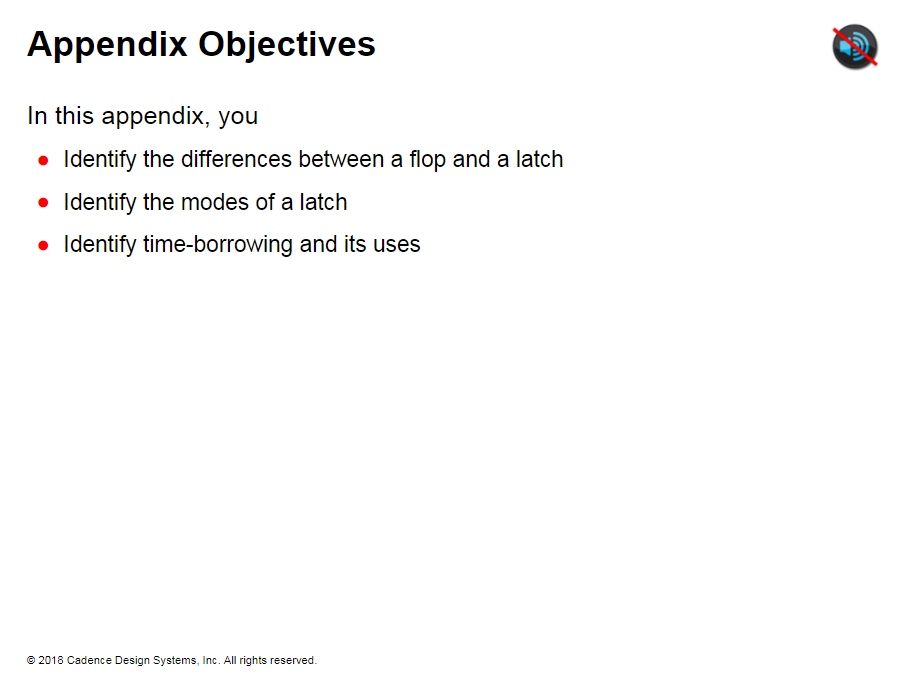 Appendix Objectives
In this appendix, you
● Identify the differences between a flop and a latch
● Identify the modes of a latch
● Identify time-borrowing and its uses
© 2018 Cadence Design Systems, Inc. All rights reserved.